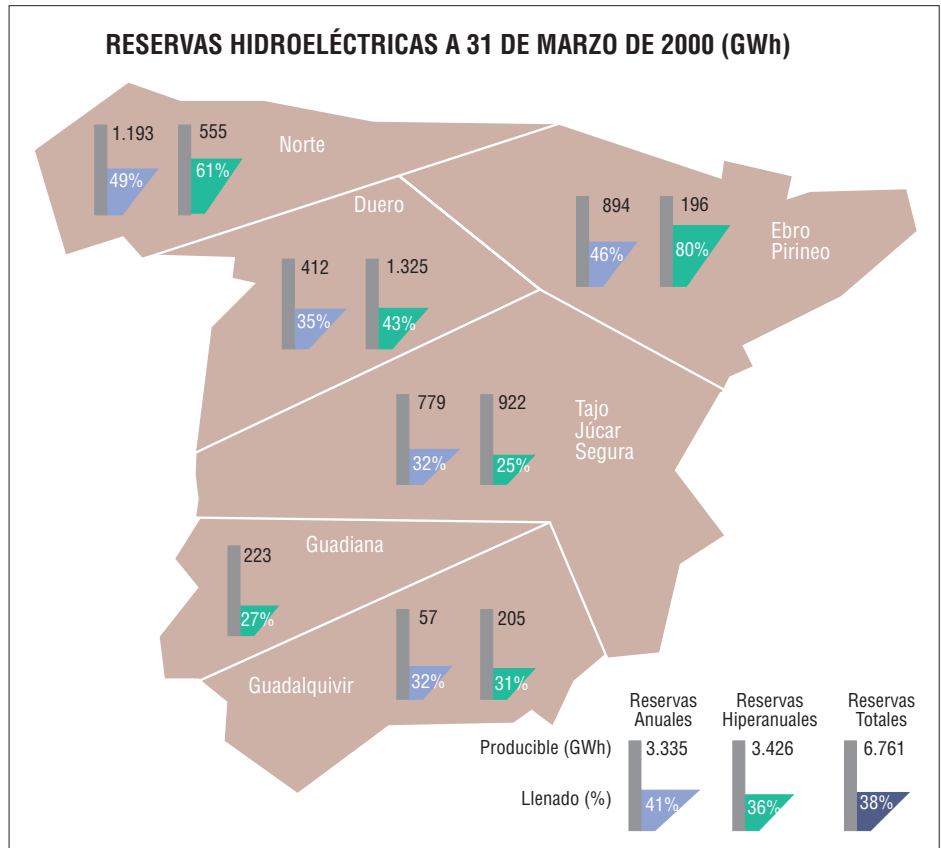 RESERVAS HIDROELÉCTRICAS A 31 DE MARZO DE 2000 (GWh)
Norte
1.193
49%
555
61%
Duero
412
35%
1.325
43%
Ebro
Pirineo
894
46%
196
80%
Tajo
Júcar
Segura
779
32%
922
25%
Guadiana
223
27%
Guadalquivir
57
32%
205
31%
Reservas
Anuales
Reservas
Hiperanuales
Reservas
Totales
Producible (GWh)
3.335
3.426
6.761
Llenado (%)
41%
36%
38%